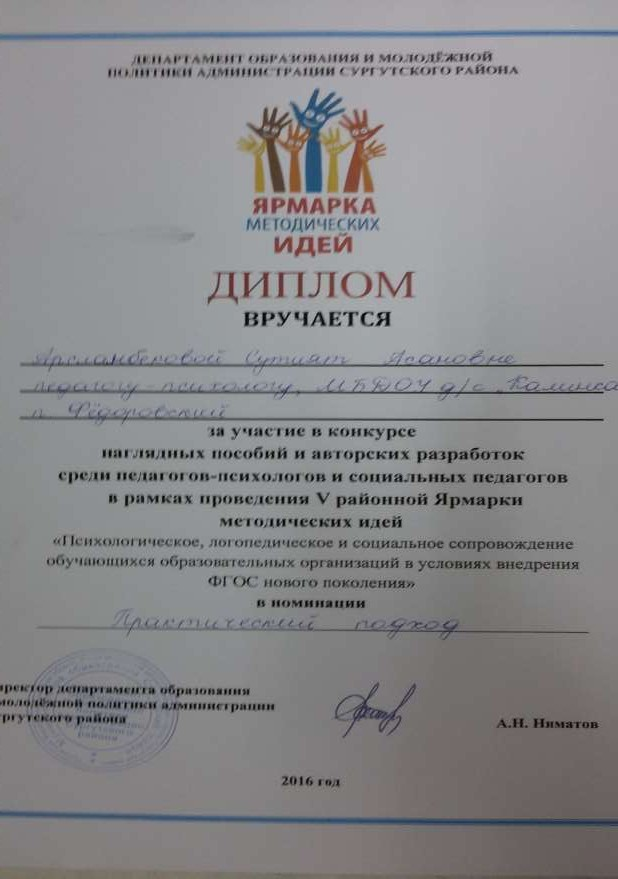 ДЕПАРТАМЕНТ ОБРАЗОВАНИЯ И МОЛОДЁЖНОЙ
ПОЛИТИКИ АДМИНИСТРАЦИИ СУРГУТСКОГО РАЙОНА
ЯРМАРКА
МЕТОДИЧЕСКИХ
ИДЕЙ
ДИПЛОМ
ВРУЧАЕТСЯ
Арсланбековой Асановне
педагогу-психологу, МБДОУ д/с
п. Фёдоровский
за участие в конкурсе
наглядных пособий и авторских разработок
среди педагогов-психологов и социальных педагогов
в рамках проведения V районной Ярмарки
методических идей
«Психологическое, логопедическое и социальное сопровождение
обучающихся образовательных организаций в условиях внедрения
ФГОС нового поколения»
в номинации
Практический подход
иректор департамента образования
молодёжной политики администрации
ургутского района
А.Н. Ниматов
2016 год